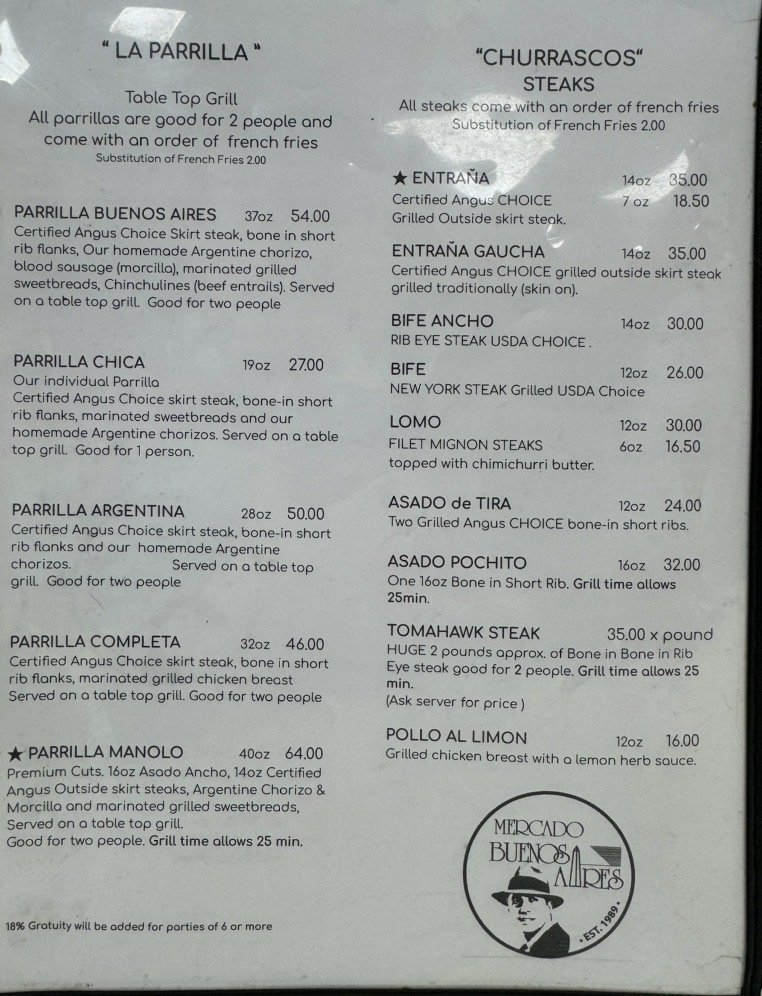 “ LA PARRILLA ”
Table Top Grill
All parrillas are good for 2 people and
come with an order of french fries
Substitution of French Fries 2.00
PARRILLA BUENOS AIRES 37oz 54.00
Certified Angus Choice Skirt steak, bone in short
rib flanks, Our homemade Argentine chorizo,
blood sausage (morcilla), marinated grilled
sweetbreads, Chinchulines (beef entrails). Served
on a table top grill. Good for two people
PARRILLA CHICA 19oz 27.00
Our individual Parrilla
Certified Angus Choice skirt steak, bone-in short
rib flanks, marinated sweetbreads and our
homemade Argentine chorizos. Served on a table
top grill. Good for 1 person.
PARRILLA ARGENTINA 28oz 50.00
Certified Angus Choice skirt steak, bone-in short
rib flanks and our homemade Argentine
chorizos. Served on a table top
grill. Good for two people
PARRILLA COMPLETA 32oz 46.00
Certified Angus Choice skirt steak, bone in short
rib flanks, marinated grilled chicken breast
Served on a table top grill. Good for two people
★ PARRILLA MANOLO 40oz 64.00
Premium Cuts. 16oz Asado Ancho, 14oz Certified
Angus Outside skirt steaks, Argentine Chorizo &
Morcilla and marinated grilled sweetbreads,
Served on a table top grill.
Good for two people. Grill time allows 25 min.
18% Gratuity will be added for parties of 6 or more
“CHURRASCOS“
STEAKS
All steaks come with an order of french fries
Substitution of French Fries 2.00
★ ENTRAÑA 14oz 35.00
Certified Angus CHOICE 7 oz 18.50
Grilled Outside skirt steak.
ENTRAÑA GAUCHA 14oz 35.00
Certified Angus CHOICE grilled outside skirt steak
grilled traditionally (skin on).
BIFE ANCHO 14oz 30.00
RIB EYE STEAK USDA CHOICE .
BIFE 12oz 26.00
NEW YORK STEAK Grilled USDA Choice
LOMO 12oz 30.00
FILET MIGNON STEAKS 6oz 16.50
topped with chimichurri butter.
ASADO de TIRA 12oz 24.00
Two Grilled Angus CHOICE bone-in short ribs.
ASADO POCHITO 16oz 32.00
One 16oz Bone in Short Rib. Grill time allows
25min.
TOMAHAWK STEAK 35.00 x pound
HUGE 2 pounds approx. of Bone in Bone in Rib
Eye steak good for 2 people. Grill time allows 25
min.
(Ask server for price )
POLLO AL LIMON 12oz 16.00
Grilled chicken breast with a lemon herb sauce.
MERCADO
BUENOS
AIRES
• EST. 1989 •